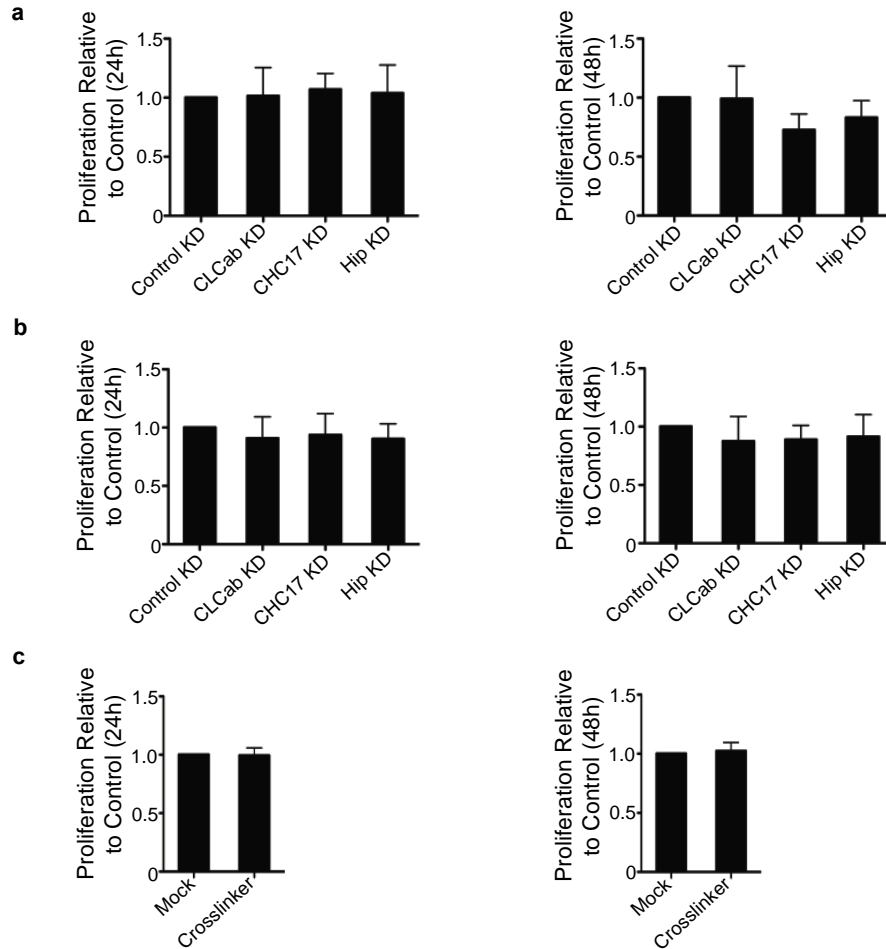 a
Proliferation Relative
to Control (24h)
1.5
1.0
0.5
0
Control KD
CLCab KD
CHC17 KD
Hip KD
Proliferation Relative
to Control (48h)
1.5
1.0
0.5
0
Control KD
CLCab KD
CHC17 KD
Hip KD
b
Proliferation Relative
to Control (24h)
1.5
1.0
0.5
0
Control KD
CLCab KD
CHC17 KD
Hip KD
Proliferation Relative
to Control (48h)
1.5
1.0
0.5
0
Control KD
CLCab KD
CHC17 KD
Hip KD
c
Proliferation Relative
to Control (24h)
1.5
1.0
0.5
0
Mock
Crosslinker
Proliferation Relative
to Control (48h)
1.5
1.0
0.5
0
Mock
Crosslinker